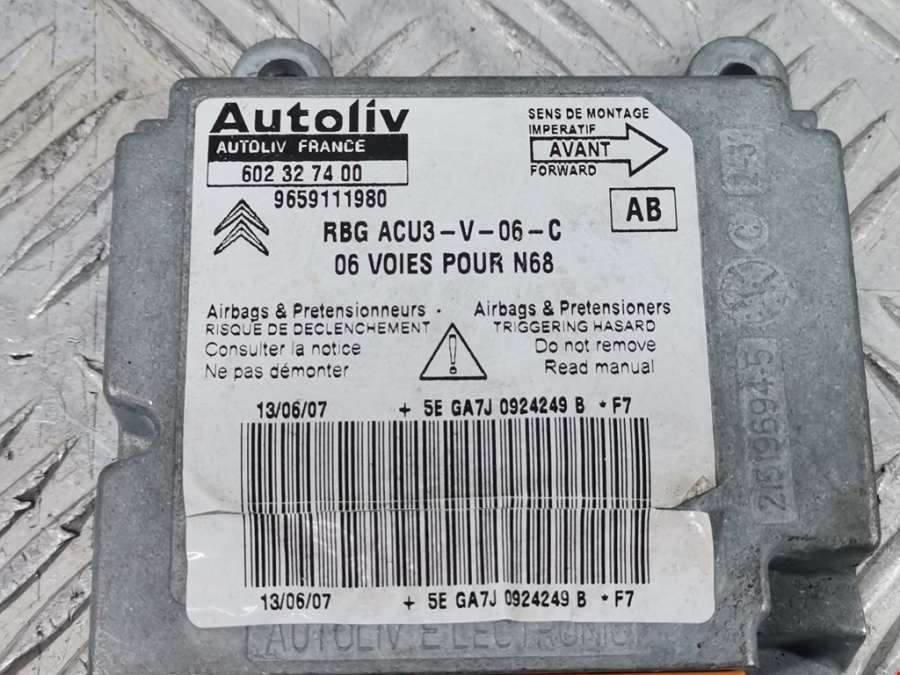 Autoliv
AUTOLIV FRANCE
602 32 74 00
9659111980
SENS DE MONTAGE
IMPERATIF
AVANT
FORWARD
AB
RBG ACU3-V-06-C
06 VOIES POUR N68
Airbags & Pretensionneurs .
RISQUE DE DECLENCHEMENT
Consulter la notice
Ne pas démonter
Airbags & Pretensioners
TRIGGERING HASARD
Do not remove
Read manual
13/06/07 + 5E GA7J 0924249 B *F7
13/06/07 + 5E GA7J 0924249 B *F7
AUTOLIV ELECTRONIC